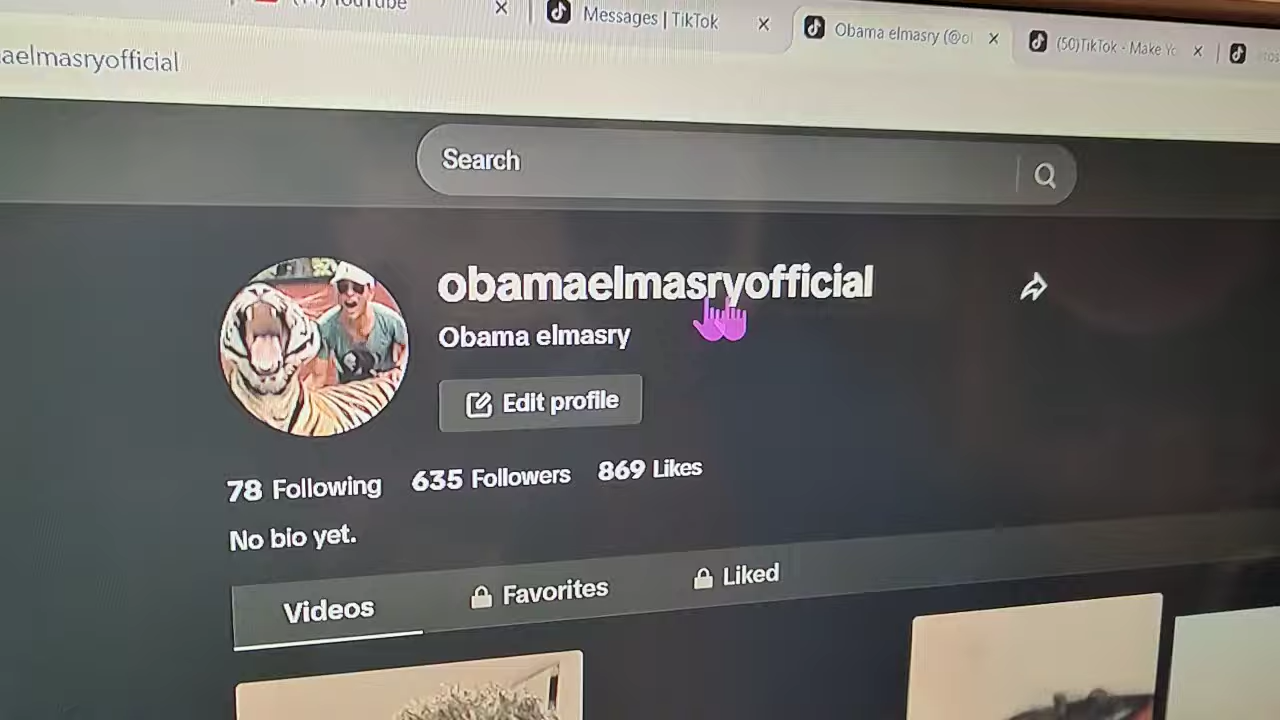 YouTube
Messages | TikTok
Obama elmasry (@o
(50)TikTok - Make Yo
aelmasryofficial
Search
obamaelmasryofficial
Obama elmasry
Edit profile
78 Following 635 Followers 869 Likes
No bio yet.
Videos
Favorites
Liked